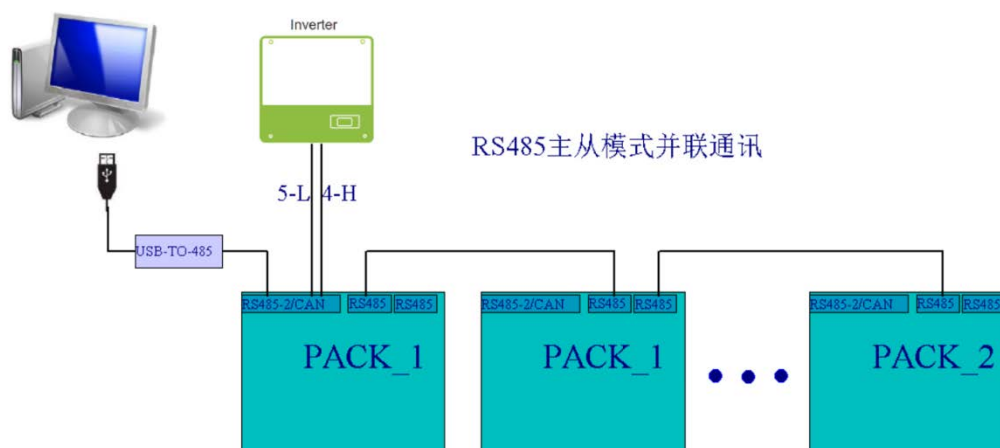 Inverter
RS485主从模式并联通讯
5-L 4-H
USB-TO-485
RS485-2/CAN RS485 RS485
RS485-2/CAN RS485 RS485
RS485-2/CAN RS485 RS485
PACK_1
PACK_1
PACK_2